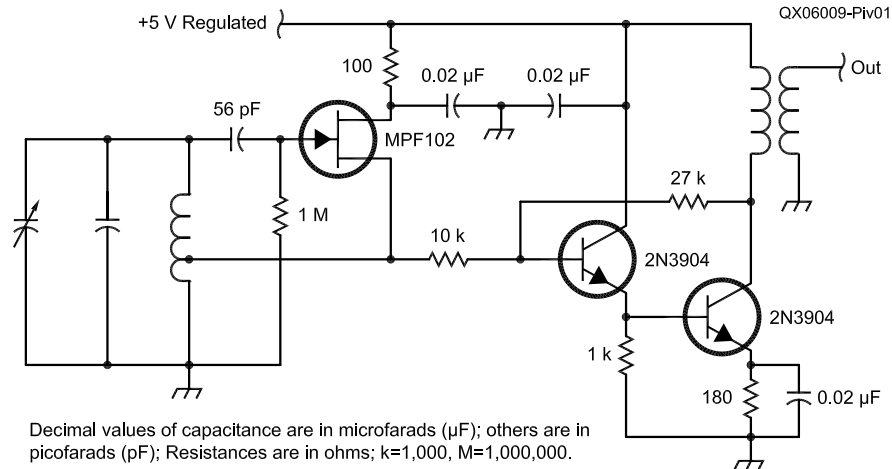 QX06009-Piv01
+5 V Regulated
Out
100
0.02 µF
0.02 µF
56 pF
MPF102
27 k
1 M
10 k
2N3904
2N3904
1 k
180
0.02 µF
Decimal values of capacitance are in microfarads (µF); others are in
picofarads (pF); Resistances are in ohms; k=1,000, M=1,000,000.